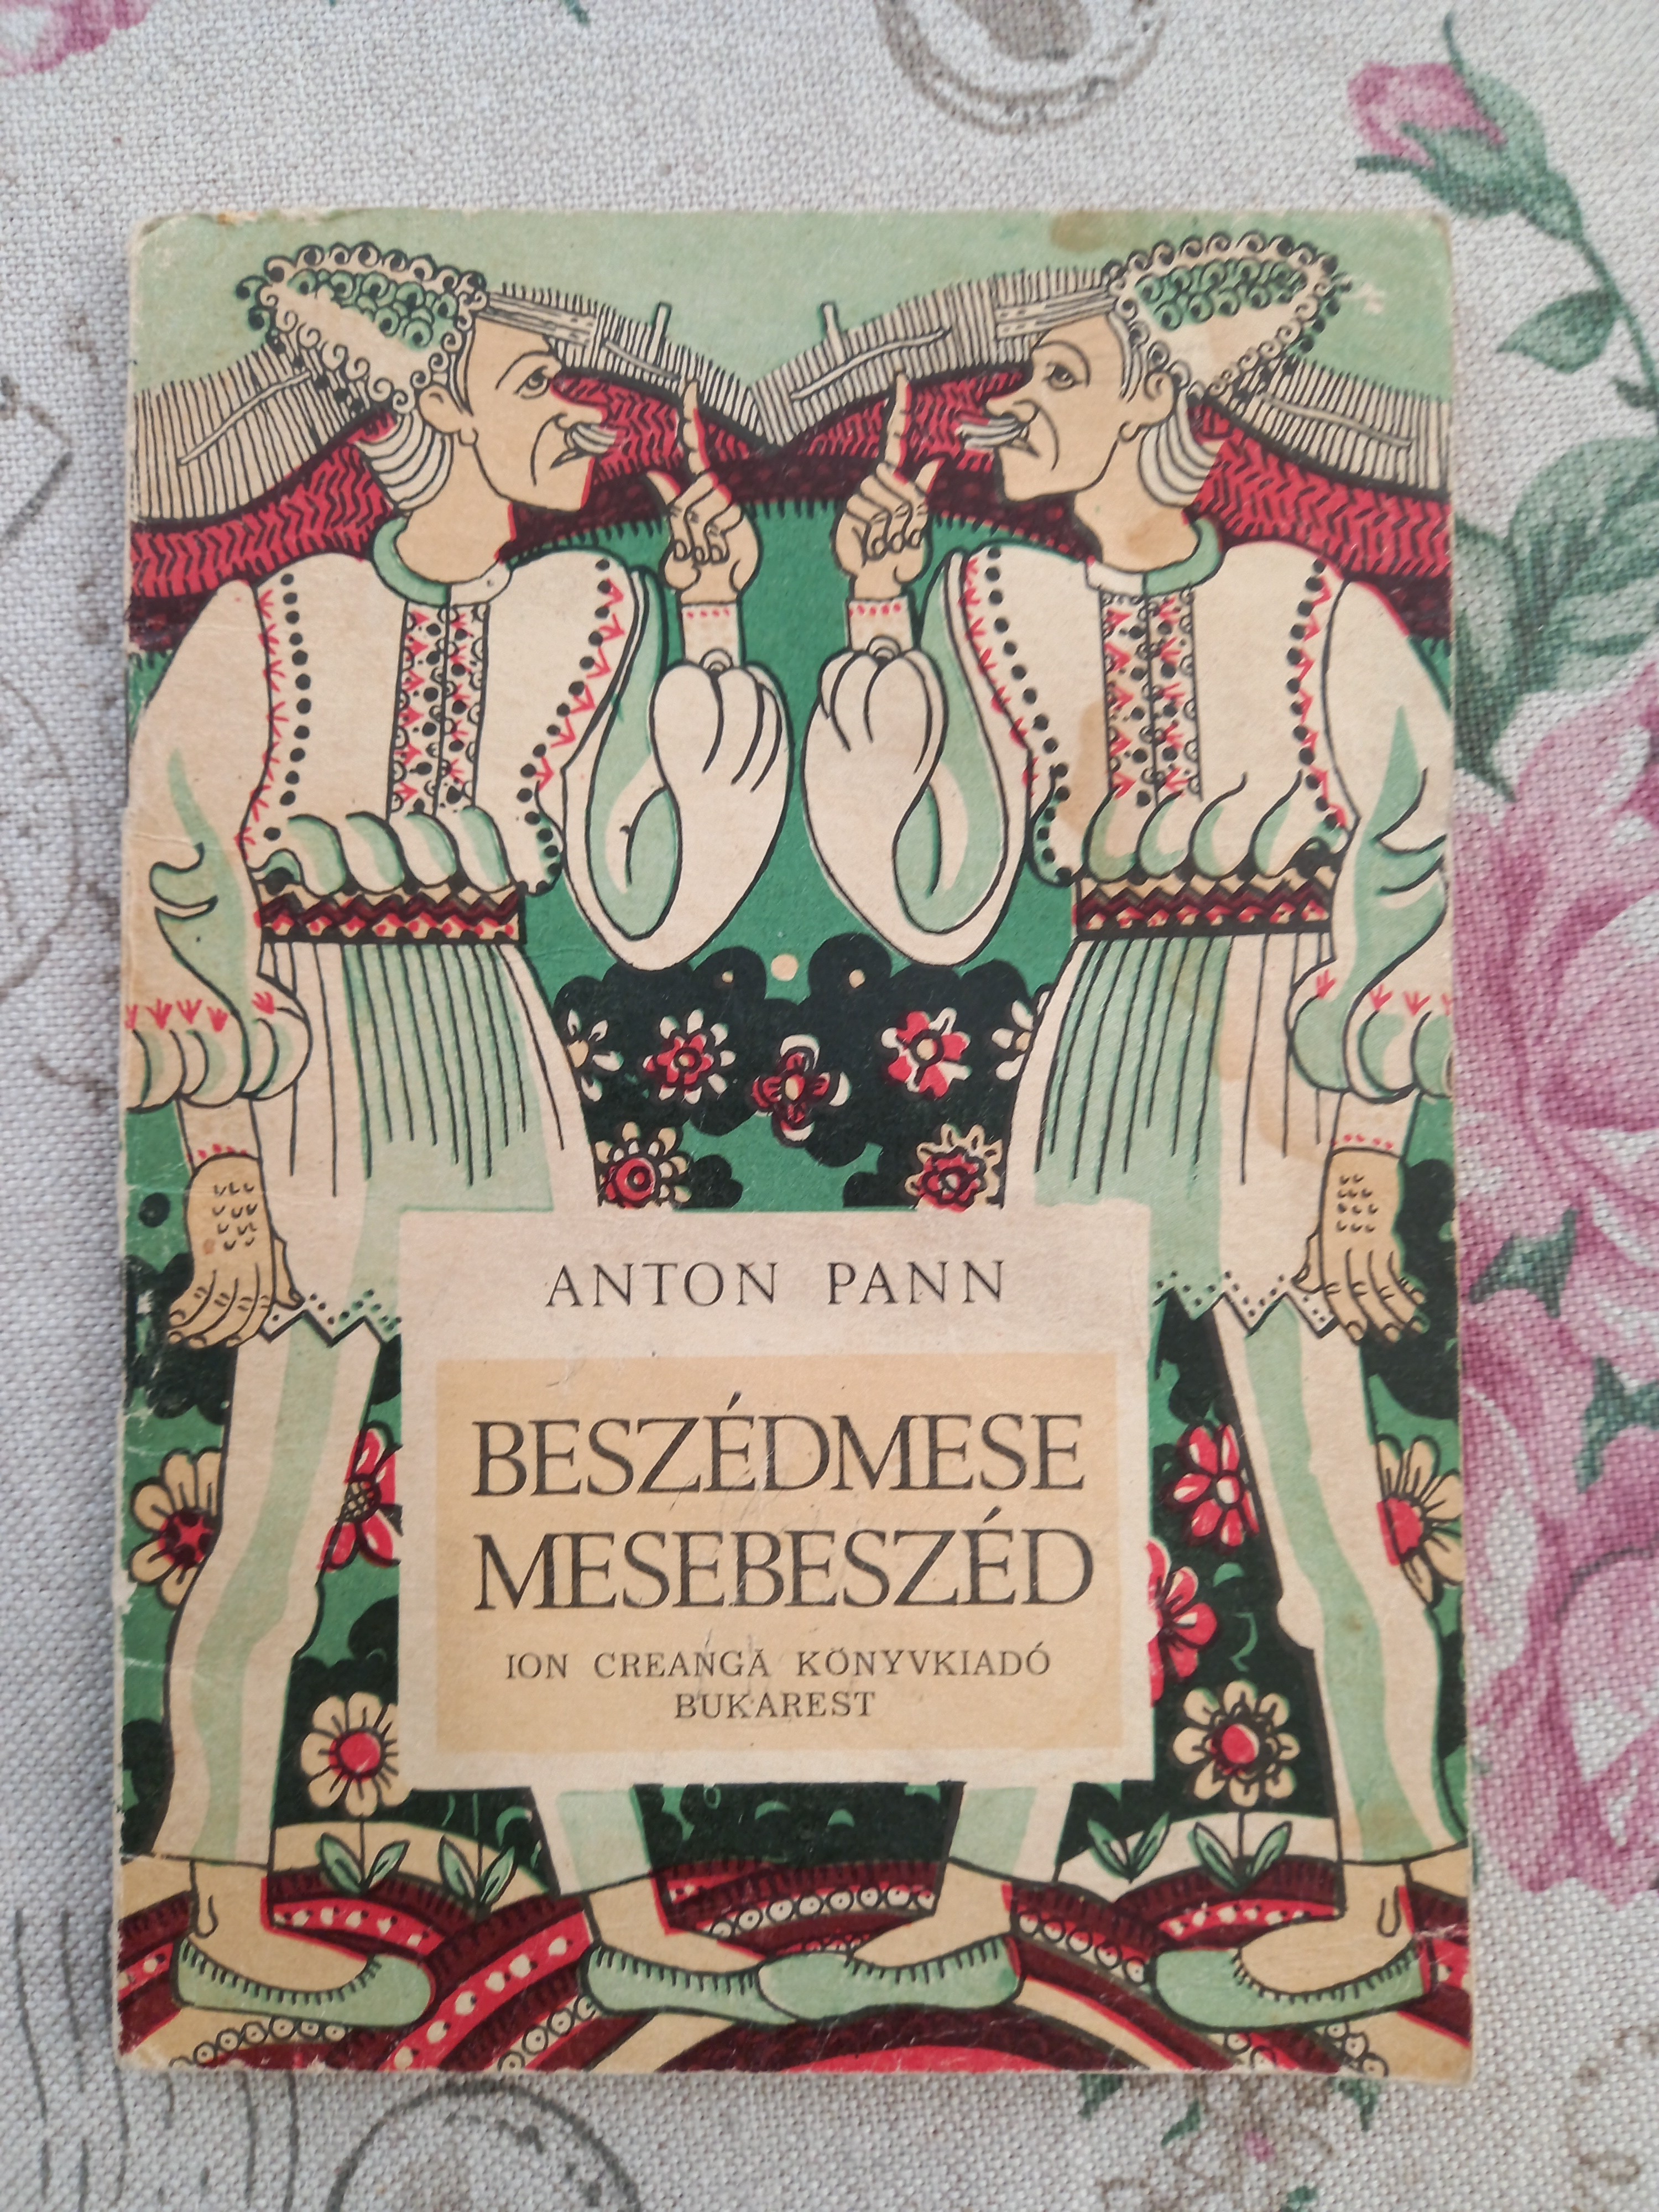 ANTON PANN
BESZÉDMESE
MESEBESZÉD
ION CREANGĂ KÖNYVKIADÓ
BUKAREST